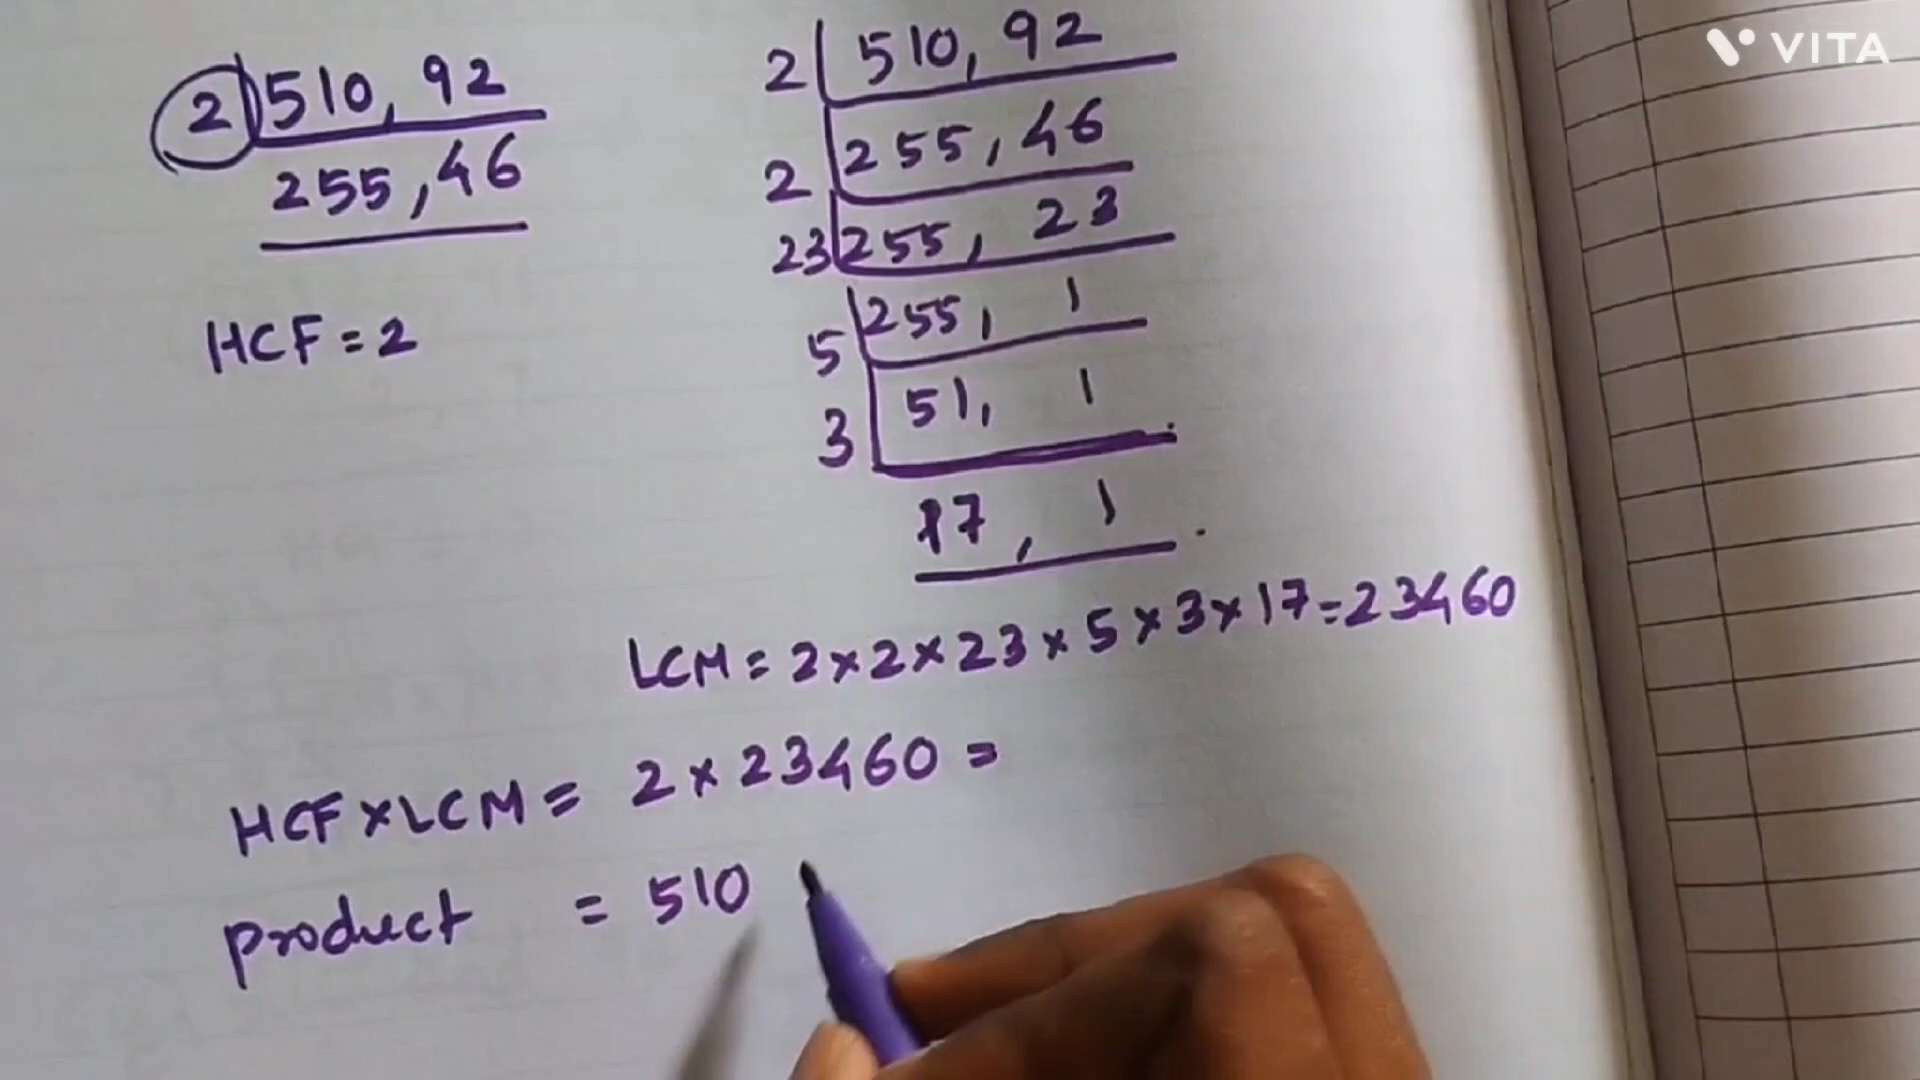 VITA
2 510, 92
255, 46
HCF = 2
2 510, 92
2 255, 46
23 255, 23
5 255, 1
3 51, 1
17, 1
LCM = 2 × 2 × 23 × 5 × 3 × 17 = 23460
HCF × LCM = 2 × 23460 =
product = 510